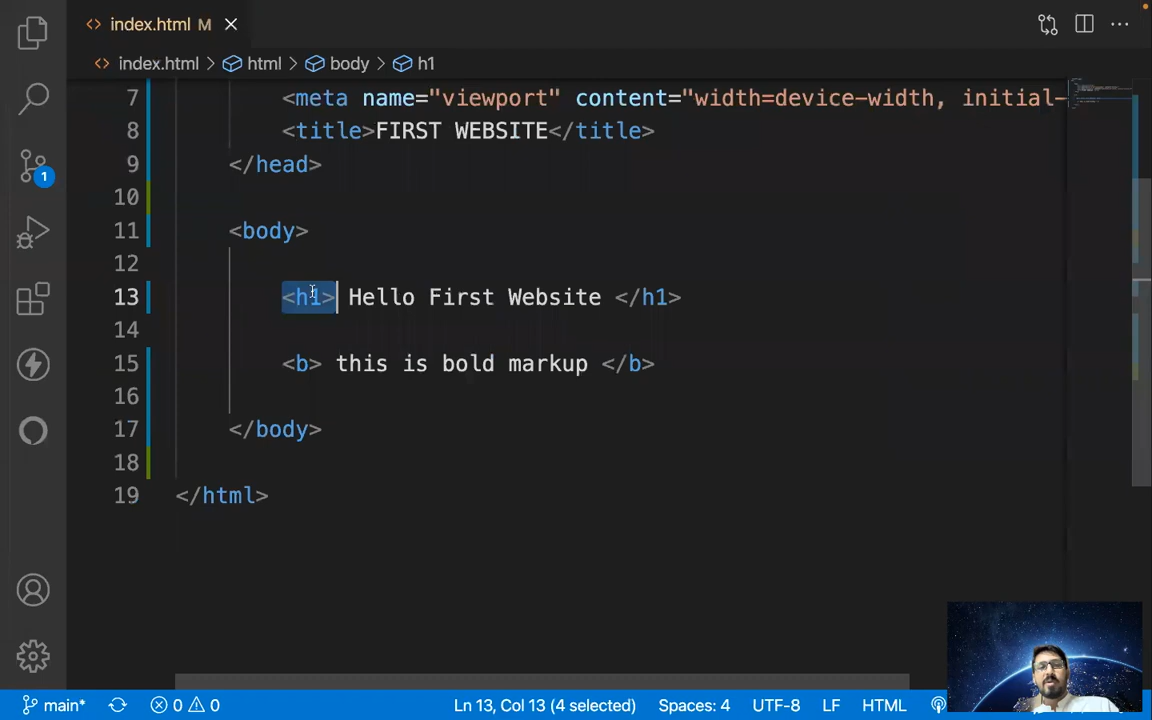 index.html M
index.html > html > body > h1
7 <meta name="viewport" content="width=device-width, initial-
8 <title>FIRST WEBSITE</title>
9 </head>
10
11 <body>
12
13 <h1> Hello First Website </h1>
14
15 <b> this is bold markup </b>
16
17 </body>
18
19 </html>
1
main* 0 0 Ln 13, Col 13 (4 selected) Spaces: 4 UTF-8 LF HTML